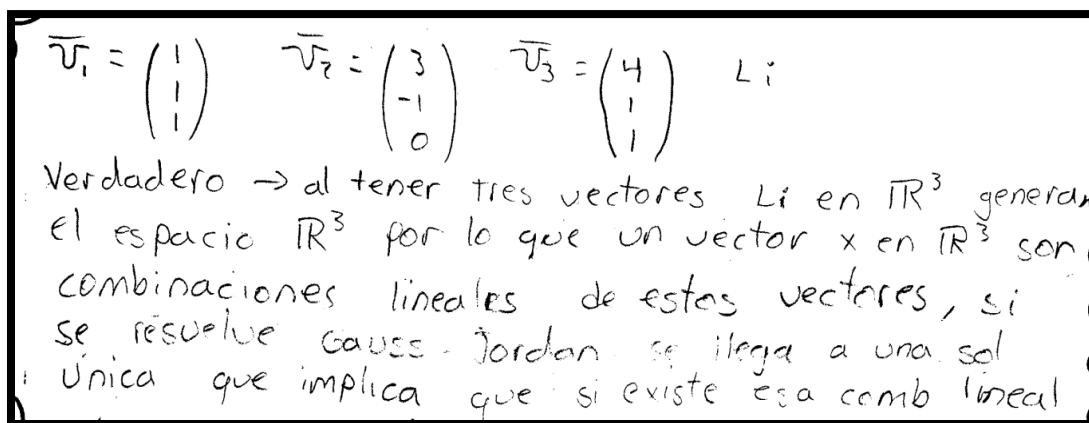 v̅₁ = (1 1 1) v̅₂ = (3 -1 0) v̅₃ = (4 1 1) Li
Verdadero → al tener tres vectores Li en ℝ³ generan
el espacio ℝ³ por lo que un vector x en ℝ³ son
combinaciones lineales de estos vectores, si
se resuelve Gauss-Jordan se llega a una sol
única que implica que si existe esa comb lineal